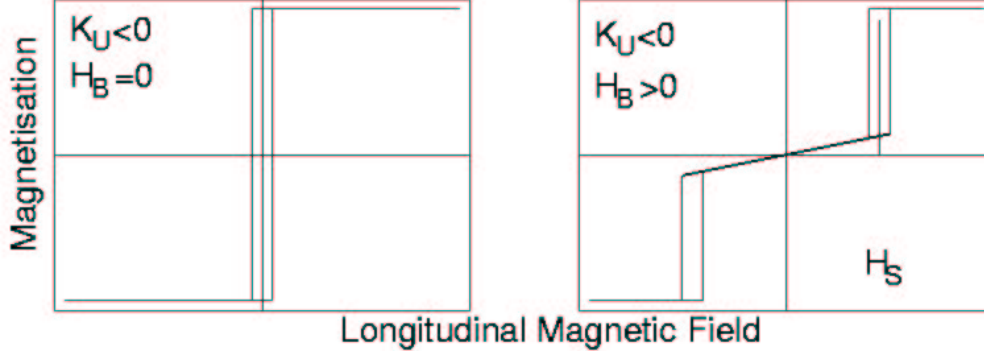 K_U<0
H_B=0
K_U<0
H_B>0
Magnetisation
H_S
Longitudinal Magnetic Field